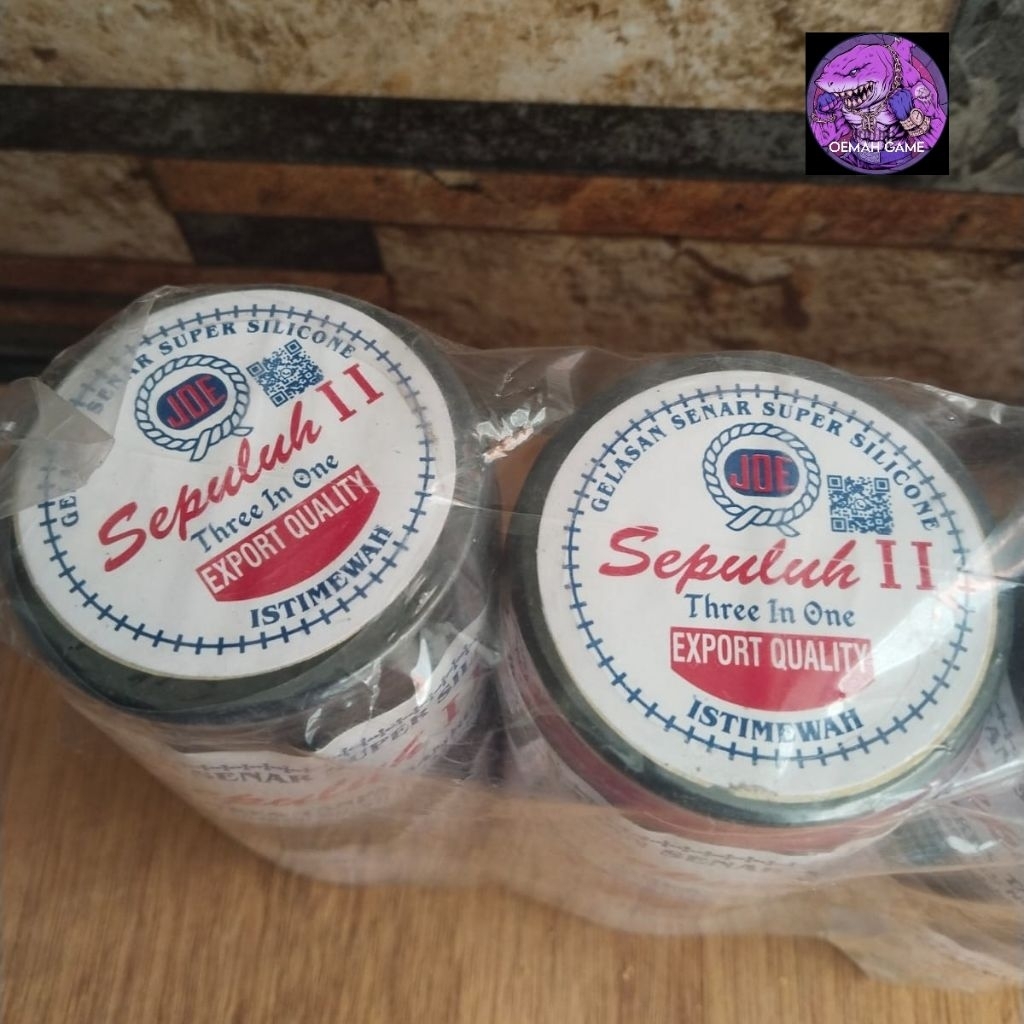 OEMAH GAME
SENAR SUPER SILICONE
JOE
Sepuluh II
Three In One
EXPORT QUALITY
ISTIMEWAH
GELASAN SENAR SUPER SILICONE
JOE
Sepuluh II
Three In One
EXPORT QUALITY
ISTIMEWAH
SENAR